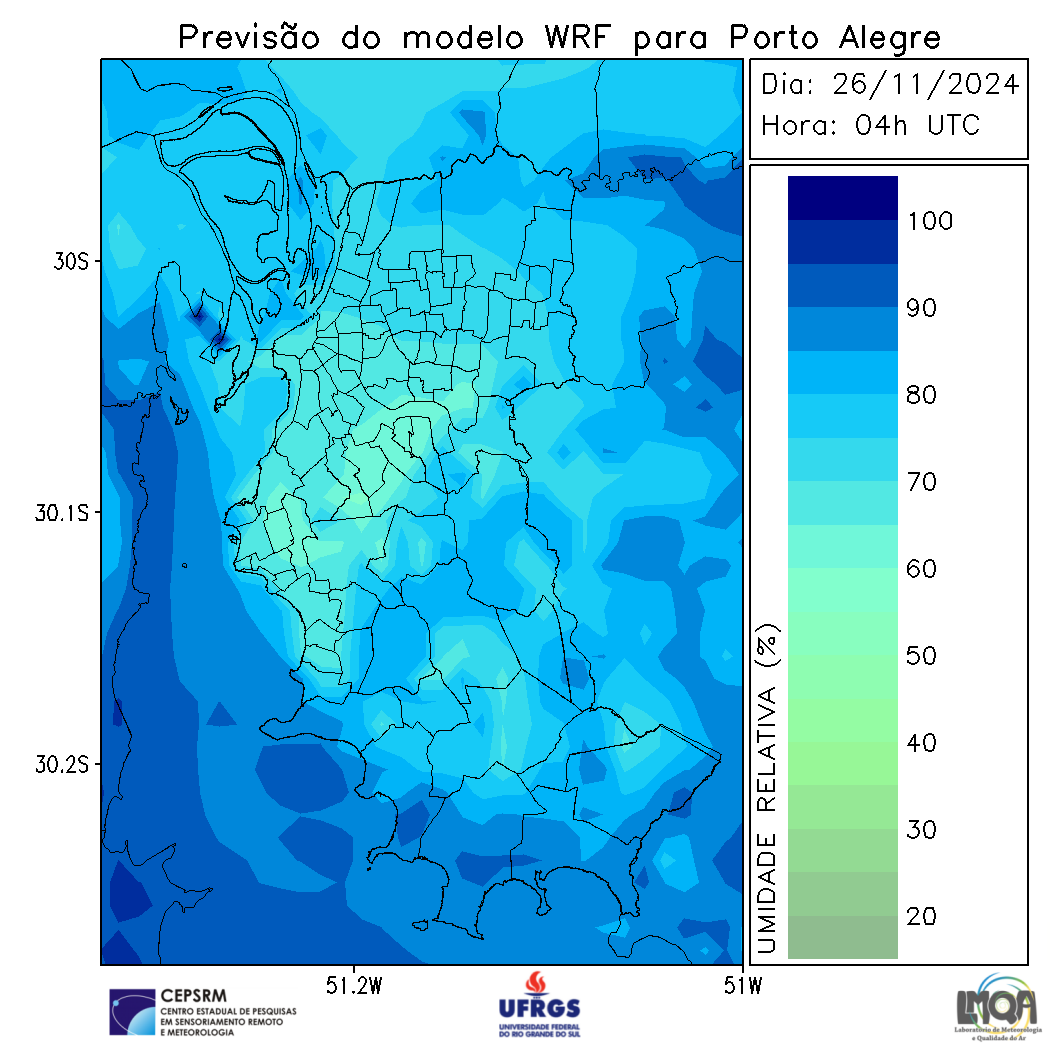 Previsão do modelo WRF para Porto Alegre
Dia: 26/11/2024
Hora: 04h UTC
30S
30.1S
30.2S
51.2W
51W
UMIDADE RELATIVA (%)
100
90
80
70
60
50
40
30
20
CEPSRM
CENTRO ESTADUAL DE PESQUISAS
EM SENSORIAMENTO REMOTO
E METEOROLOGIA
UFRGS
UNIVERSIDADE FEDERAL
DO RIO GRANDE DO SUL
LMQA
Laboratório de Meteorologia
e Qualidade do Ar